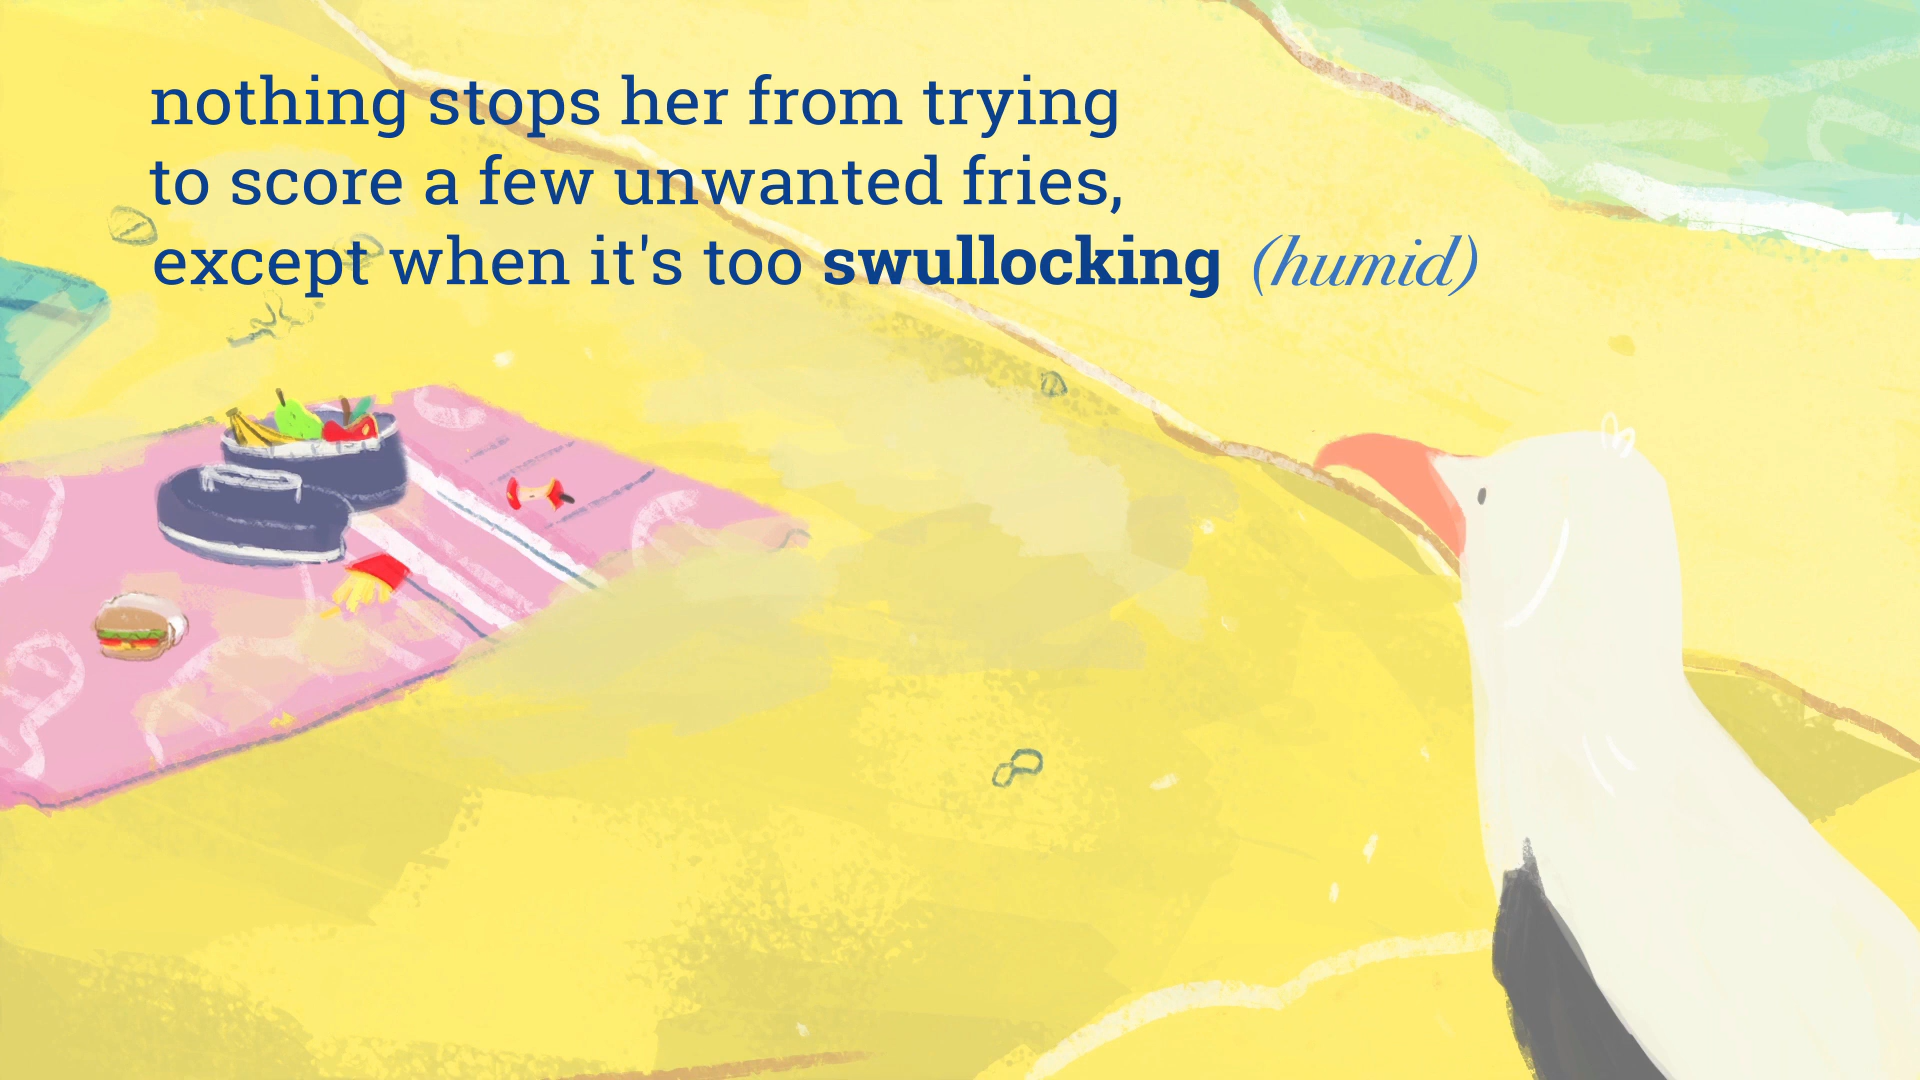 nothing stops her from trying
to score a few unwanted fries,
except when it's too swullocking (humid)